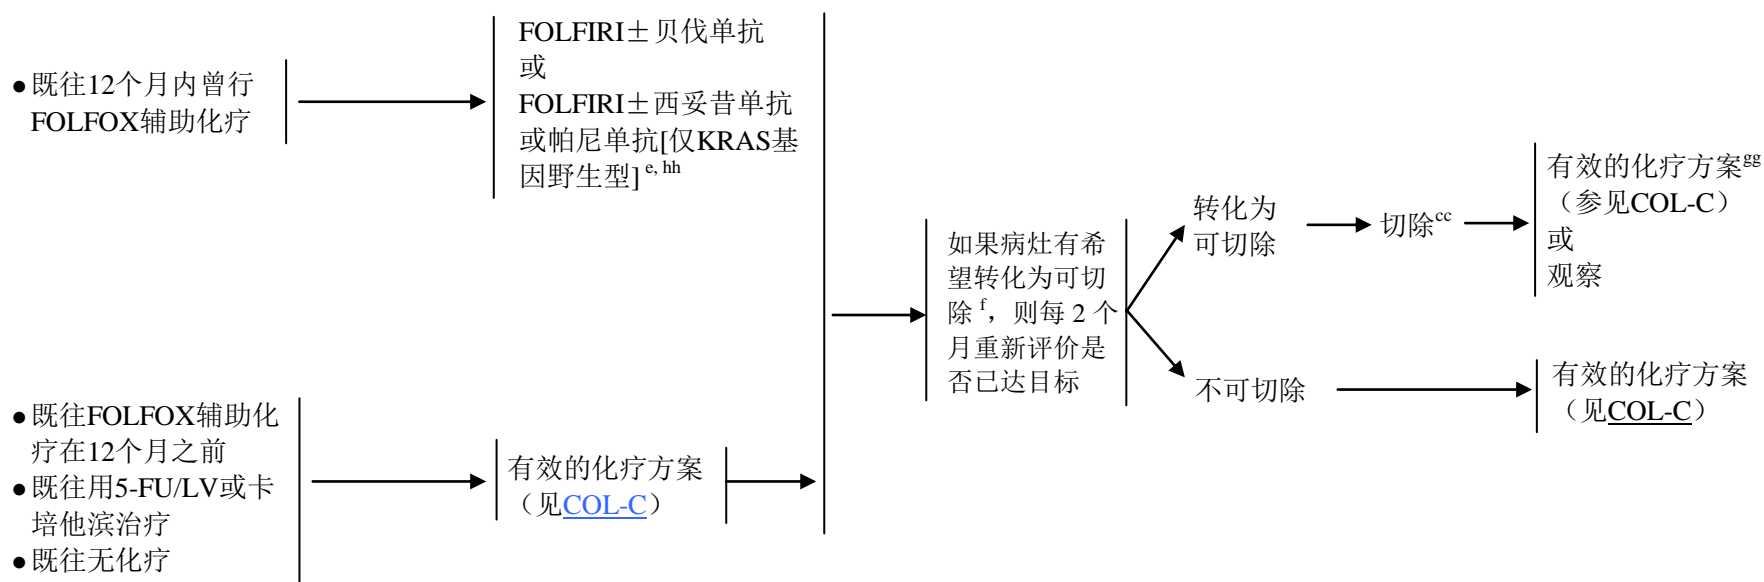 ●既往12个月内曾行
FOLFOX辅助化疗
FOLFIRI±贝伐单抗
或
FOLFIRI±西妥昔单抗
或帕尼单抗[仅KRAS基
因野生型] e, hh
●既往FOLFOX辅助化
疗在12个月之前
●既往用5-FU/LV或卡
培他滨治疗
●既往无化疗
有效的化疗方案
（见COL-C）
如果病灶有希
望转化为可切
除 f，则每 2 个
月重新评价是
否已达目标
转化为
可切除
切除cc
有效的化疗方案gg
（参见COL-C）
或
观察
不可切除
有效的化疗方案
（见COL-C）